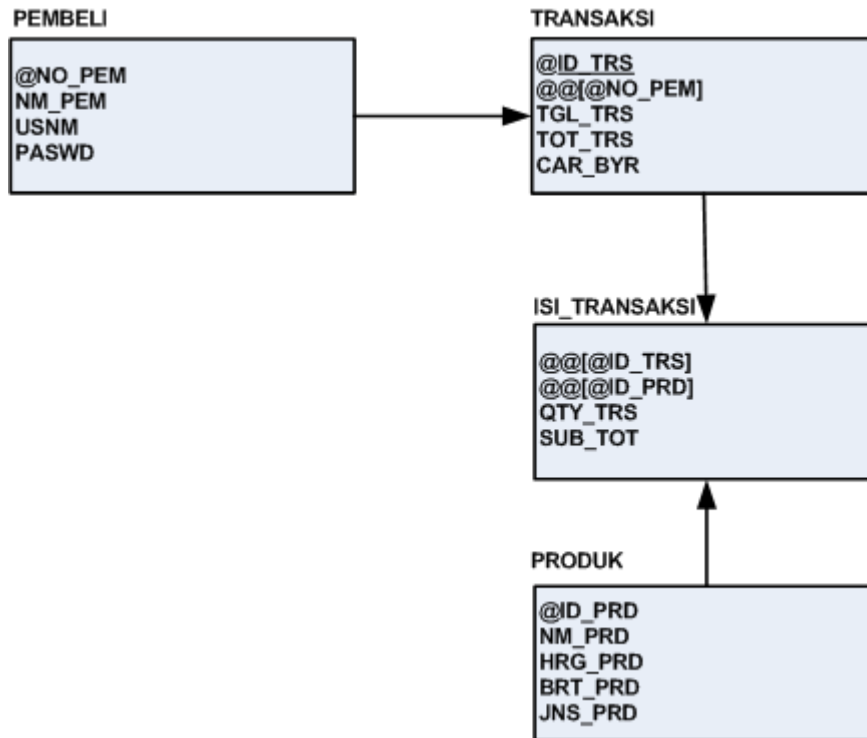 PEMBELI
@NO_PEM
NM_PEM
USNM
PASWD
TRANSAKSI
@ID_TRS
@@[@NO_PEM]
TGL_TRS
TOT_TRS
CAR_BYR
ISI_TRANSAKSI
@@[@ID_TRS]
@@[@ID_PRD]
QTY_TRS
SUB_TOT
PRODUK
@ID_PRD
NM_PRD
HRG_PRD
BRT_PRD
JNS_PRD